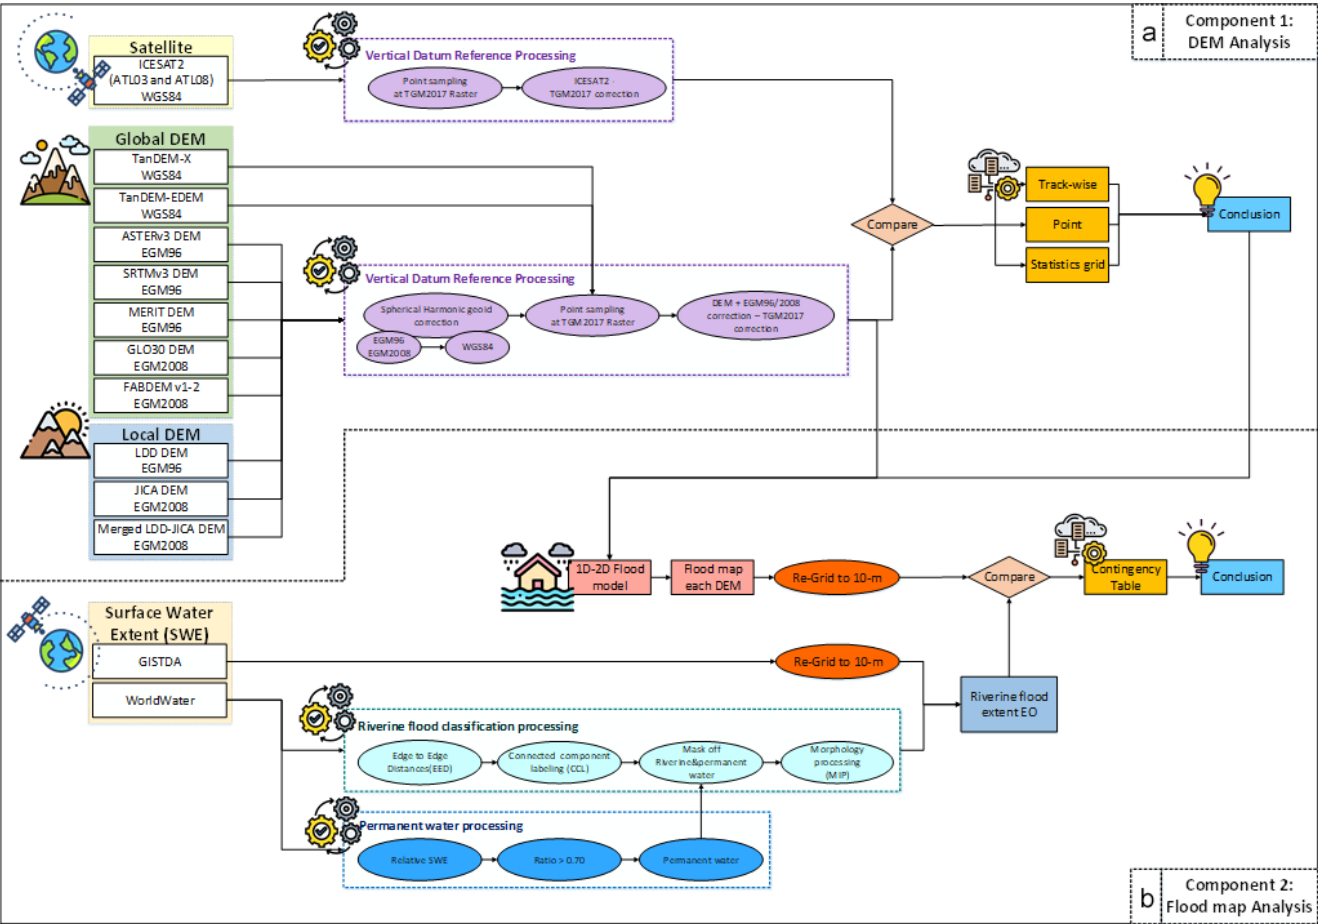 a
Component 1:
DEM Analysis
Satellite
ICESAT2
(ATL03 and ATL08)
WGS84
Vertical Datum Reference Processing
Point sampling
at TGM2017 Raster
ICESAT2 -
TGM2017 correction
Global DEM
TanDEM-X
WGS84
TanDEM-EDEM
WGS84
ASTERv3 DEM
EGM96
SRTMv3 DEM
EGM96
MERIT DEM
EGM96
GLO30 DEM
EGM2008
FABDEM v1-2
EGM2008
Local DEM
LDD DEM
EGM96
JICA DEM
EGM2008
Merged LDD-JICA DEM
EGM2008
Vertical Datum Reference Processing
Spherical Harmonic geoid
correction
EGM96
EGM2008
WGS84
Point sampling
at TGM2017 Raster
DEM + EGM96/2008
correction – TGM2017
correction
Compare
Track-wise
Point
Statistics grid
Conclusion
1D-2D Flood
model
Flood map
each DEM
Re-Grid to 10-m
Compare
Contingency
Table
Conclusion
Surface Water
Extent (SWE)
GISTDA
WorldWater
Re-Grid to 10-m
Riverine flood
extent EO
Riverine flood classification processing
Edge to Edge
Distances(EED)
Connected component
labeling (CCL)
Mask off
Riverine&permanent
water
Morphology
processing
(MIP)
Permanent water processing
Relative SWE
Ratio > 0.70
Permanent water
b
Component 2:
Flood map Analysis